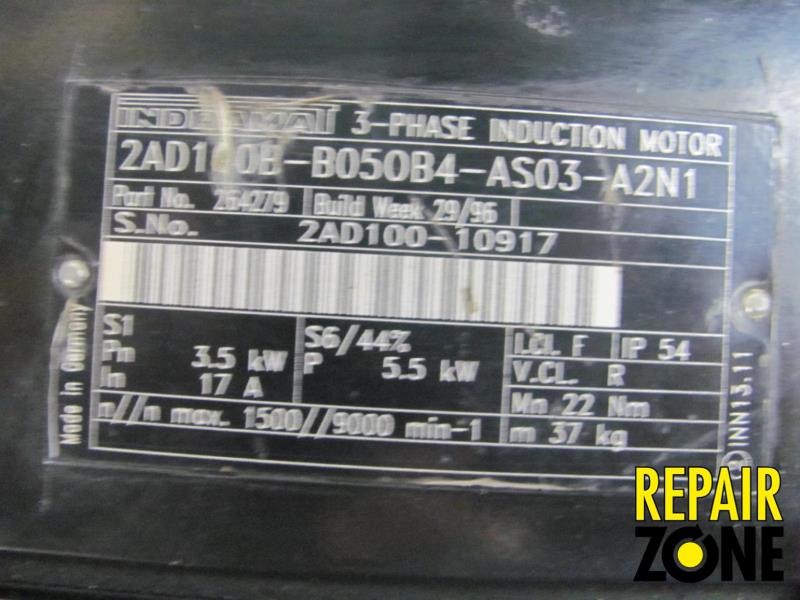 INDRAMAT 3-PHASE INDUCTION MOTOR
2AD100B-B050B4-AS03-A2N1
Part No. 264279 Build Week 29/96
S.No. 2AD100-10917
S1
Pn 3.5 kW
In 17 A
S6/44%
P 5.5 kW
I.CL. F IP 54
V.CL. R
Mn 22 Nm
n//n max. 1500//9000 min-1 m 37 kg
Made in Germany
INN13.11
REPAIR
ZONE